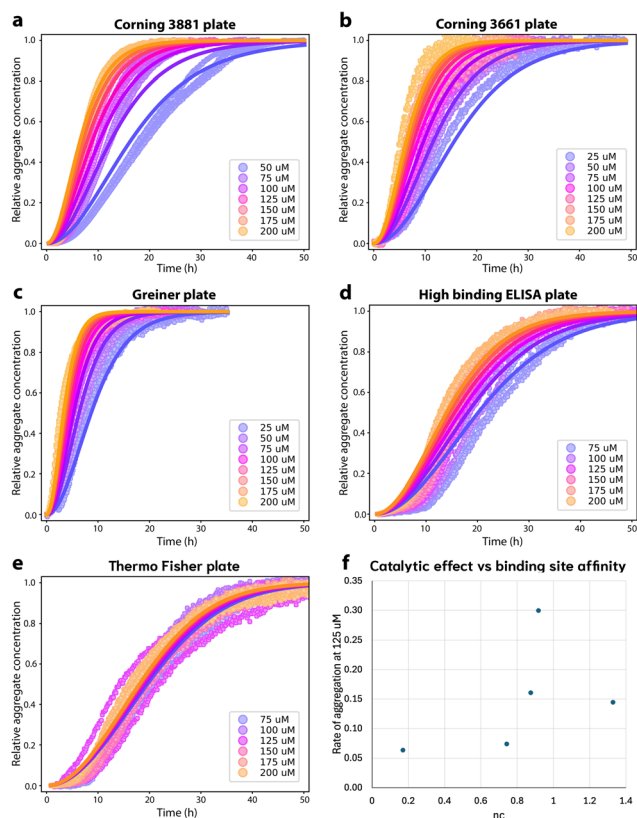 a
Corning 3881 plate
Relative aggregate concentration
1.0
0.8
0.6
0.4
0.2
0.0
50 uM
75 uM
100 uM
125 uM
150 uM
175 uM
200 uM
0 10 20 30 40 50
Time (h)
b
Corning 3661 plate
Relative aggregate concentration
1.0
0.8
0.6
0.4
0.2
0.0
25 uM
50 uM
75 uM
100 uM
125 uM
150 uM
175 uM
200 uM
0 10 20 30 40 50
Time (h)
c
Greiner plate
Relative aggregate concentration
1.0
0.8
0.6
0.4
0.2
0.0
25 uM
50 uM
75 uM
100 uM
125 uM
150 uM
175 uM
200 uM
0 10 20 30 40 50
Time (h)
d
High binding ELISA plate
Relative aggregate concentration
1.0
0.8
0.6
0.4
0.2
0.0
75 uM
100 uM
125 uM
150 uM
175 uM
200 uM
0 10 20 30 40 50
Time (h)
e
Thermo Fisher plate
Relative aggregate concentration
1.0
0.8
0.6
0.4
0.2
0.0
75 uM
100 uM
125 uM
150 uM
175 uM
200 uM
0 10 20 30 40 50
Time (h)
f
Catalytic effect vs binding site affinity
Rate of aggregation at 125 uM
0.35
0.30
0.25
0.20
0.15
0.10
0.05
0.00
0 0.2 0.4 0.6 0.8 1 1.2 1.4
nc